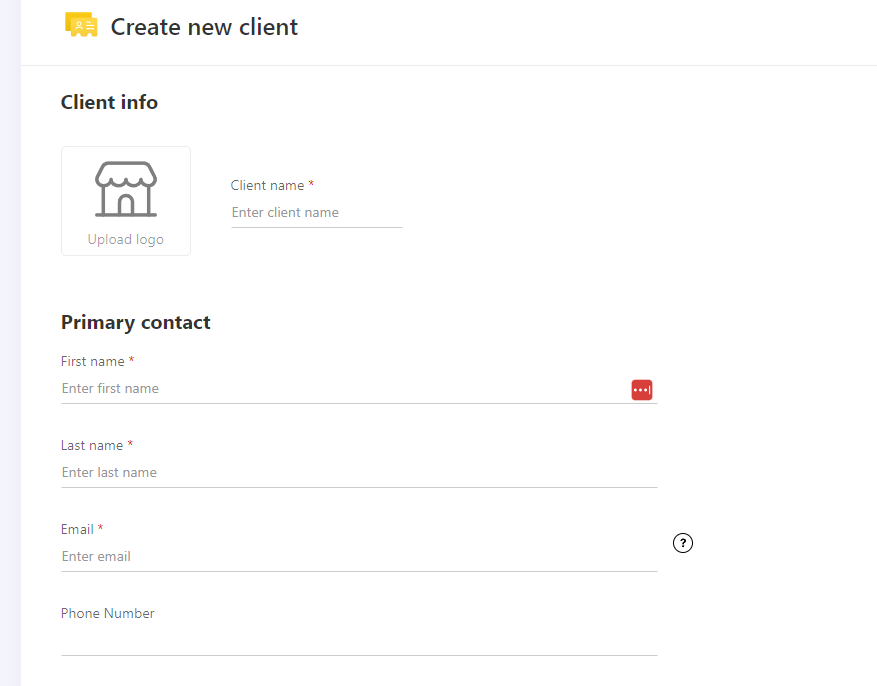 Create new client
Client info
Upload logo
Client name *
Enter client name
Primary contact
First name *
Enter first name
Last name *
Enter last name
Email *
Enter email
?
Phone Number